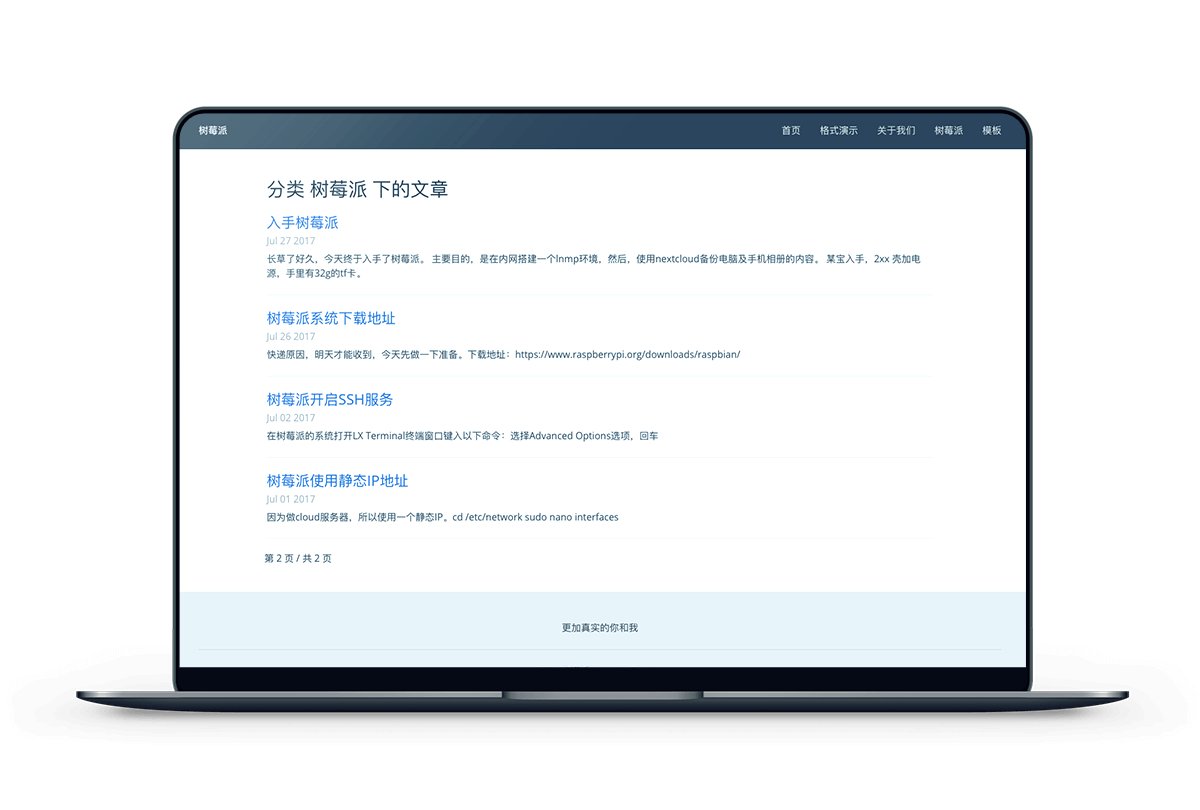 树莓派
首页 格式演示 关于我们 树莓派 模板
分类 树莓派 下的文章
入手树莓派
Jul 27 2017
长草了好久，今天终于入手了树莓派。 主要目的，是在内网搭建一个lnmp环境，然后，使用nextcloud备份电脑及手机相册的内容。 某宝入手，2xx 壳加电
源，手里有32g的tf卡。
树莓派系统下载地址
Jul 26 2017
快递原因，明天才能收到，今天先做一下准备。下载地址：https://www.raspberrypi.org/downloads/raspbian/
树莓派开启SSH服务
Jul 02 2017
在树莓派的系统打开LX Terminal终端窗口键入以下命令：选择Advanced Options选项，回车
树莓派使用静态IP地址
Jul 01 2017
因为做cloud服务器，所以使用一个静态IP。cd /etc/network sudo nano interfaces
第 2 页 / 共 2 页
更加真实的你和我